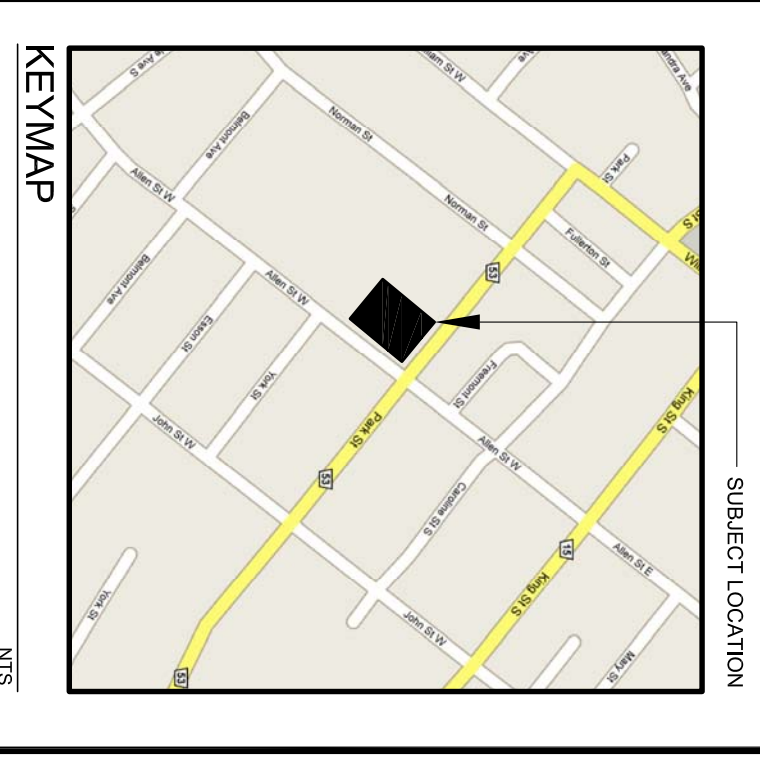 KEYMAP
NTS
SUBJECT LOCATION
Ave S
Belmont Ave
Allen St W
Norman St
Norman St
Ave
Park St
Fullerton St
53
Belmont Ave
Esson St
Allen St W
York St
John St W
Park St
53
Freemont St
Allen St W
Caroline St S
King St S
15
King St S
Allen St E
John St W
Mary St
York St
53